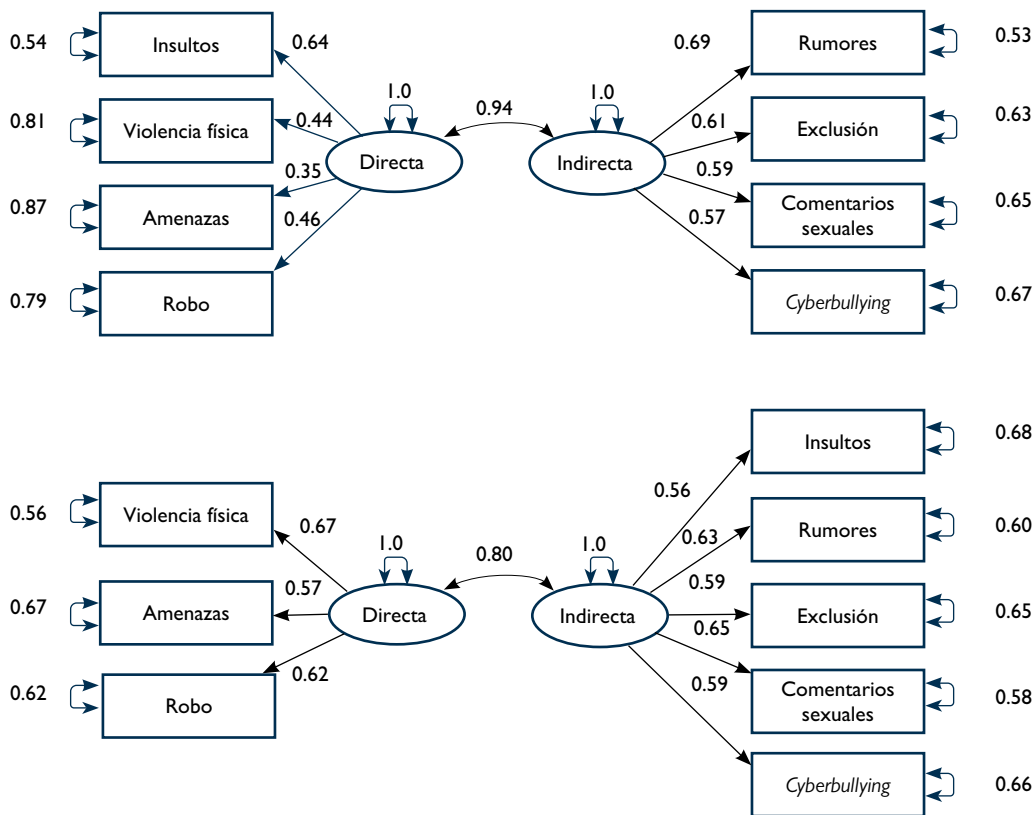 0.54
Insultos
0.64
0.69
Rumores
0.53
0.81
Violencia física
0.44
1.0
0.94
1.0
0.61
Exclusión
0.63
Directa
Indirecta
0.87
Amenazas
0.35
0.59
Comentarios
sexuales
0.65
0.46
0.57
0.79
Robo
Cyberbullying
0.67
Insultos
0.68
0.56
Violencia física
0.67
0.56
1.0
0.80
1.0
0.63
Rumores
0.60
0.67
Amenazas
0.57
Directa
Indirecta
0.59
Exclusión
0.65
0.65
0.62
Robo
0.62
0.59
Comentarios
sexuales
0.58
Cyberbullying
0.66